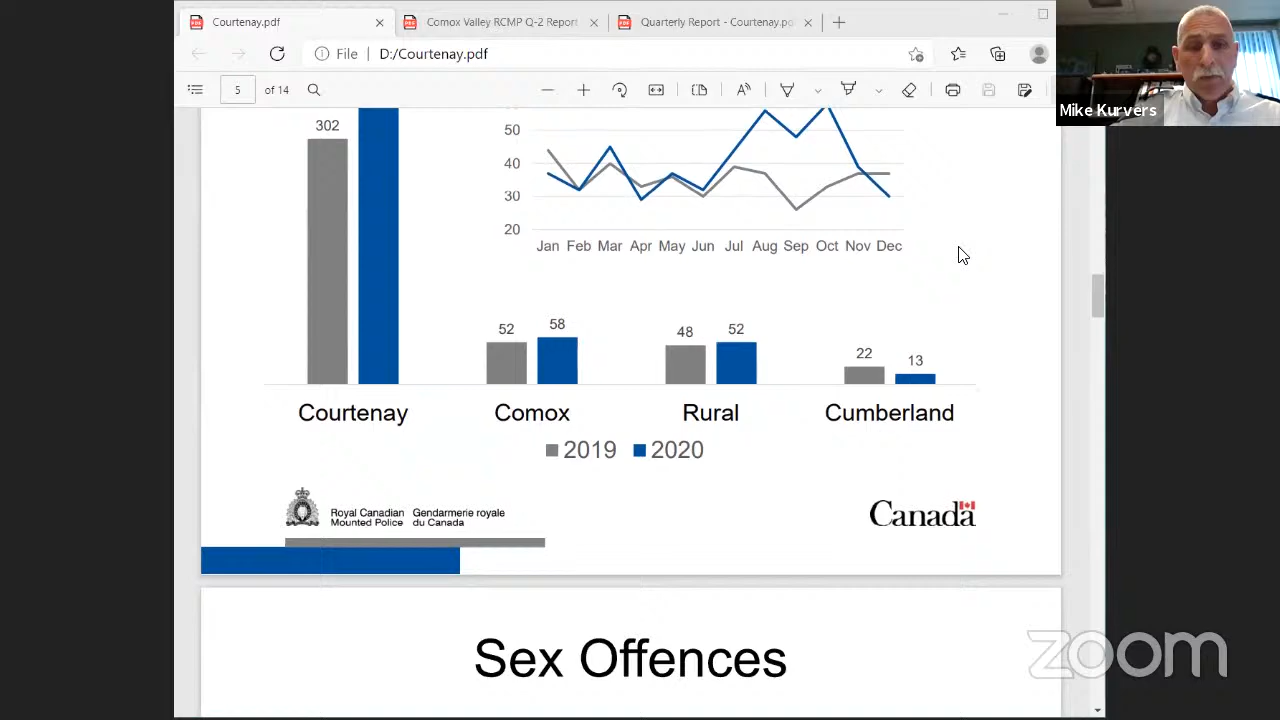 Courtenay.pdf
Comox Valley RCMP Q-2 Report
Quarterly Report - Courtenay.po
File D:/Courtenay.pdf
5 of 14
Mike Kurvers
302
50
40
30
20
Jan Feb Mar Apr May Jun Jul Aug Sep Oct Nov Dec
52 58 48 52 22 13
Courtenay Comox Rural Cumberland
2019 2020
Royal Canadian Gendarmerie royale
Mounted Police du Canada
Canada
Sex Offences
zoom